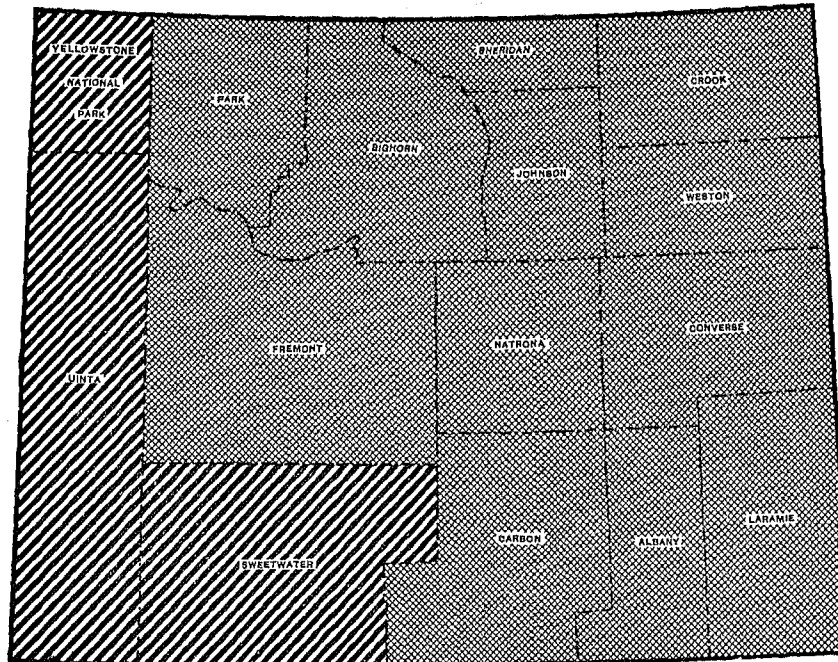 YELLOWSTONE
NATIONAL
PARK
PARK
SHERIDAN
CROOK
BIGHORN
JOHNSON
WESTON
FREMONT
NATRONA
CONVERSE
UINTA
SWEETWATER
CARBON
ALBANY
LARAMIE